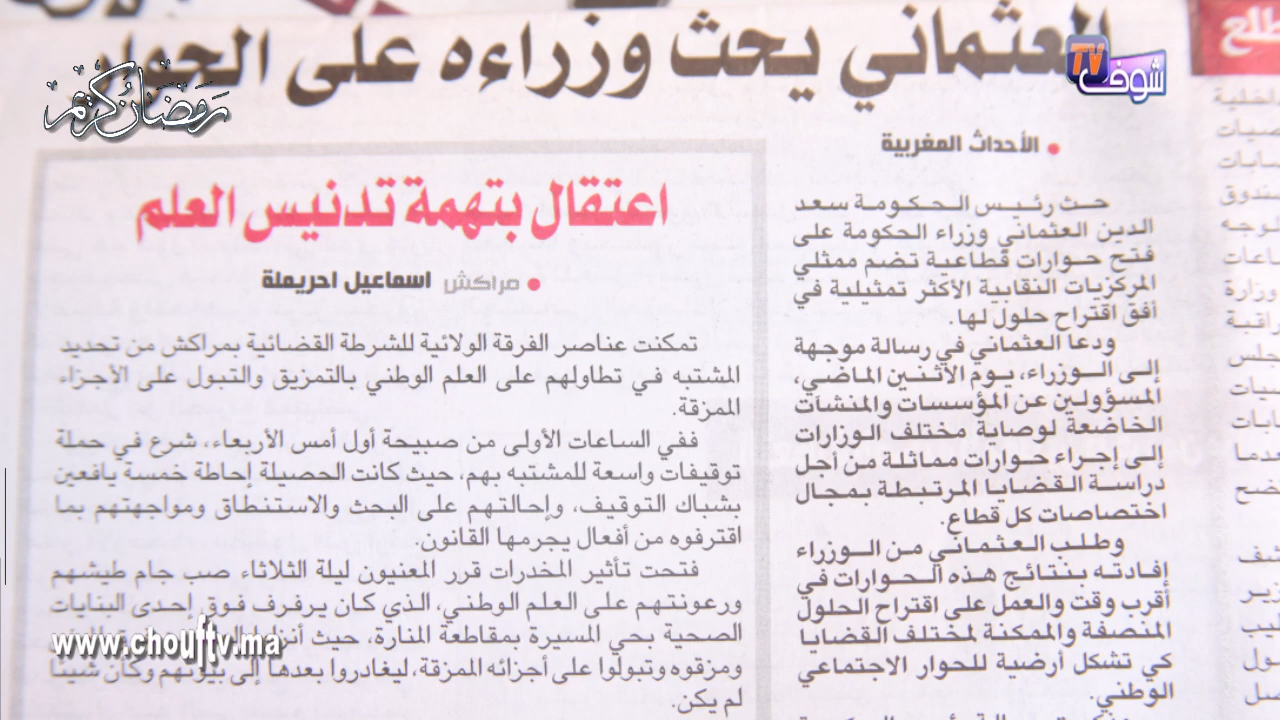 العثماني يحث وزراءه على
شوف TV
رمضان كريم
طلع
الأحداث المغربية
حث رئيس الحكومة سعد
الدين العثماني وزراء الحكومة على
فتح حوارات قطاعية تضم ممثلي
المركزيات النقابية الأكثر تمثيلية في
أفق اقتراح حلول لها.
ودعا العثماني في رسالة موجهة
إلى الوزراء، يوم الاثنين الماضي،
المسؤولين عن المؤسسات والمنشات
الخاضعة لوصاية مختلف الوزارات
إلى إجراء حوارات مماثلة من أجل
دراسة القضايا المرتبطة بمجال
اختصاصات كل قطاع.
وطلب العثماني من الوزراء
إفادته بنتائج هذه الحوارات في
أقرب وقت والعمل على اقتراح الحلول
المنصفة والممكنة لمختلف القضايا
كي تشكل أرضية للحوار الاجتماعي
الوطني.
اعتقال بتهمة تدنيس العلم
مراكش اسماعيل احريملة
تمكنت عناصر الفرقة الولائية للشرطة القضائية بمراكش من تحديد
المشتبه في تطاولهم على العلم الوطني بالتمزيق والتبول على الأجزاء
الممزقة.
ففي الساعات الأولى من صبيحة أول أمس الأربعاء، شرع في حملة
توقيفات واسعة للمشتبه بهم، حيث كانت الحصيلة إحاطة خمسة يافعين
بشباك التوقيف، وإحالتهم على البحث والاستنطاق ومواجهتهم بما
اقترفوه من أفعال يجرمها القانون.
فتحت تأثير المخدرات قرر المعنيون ليلة الثلاثاء صب جام طيشهم
ورعونتهم على العلم الوطني، الذي كان يرفرف فوق إحدى البنايات
الصحية بحي المسيرة بمقاطعة المنارة، حيث
ومزقوه وتبولوا على أجزائه الممزقة، ليغادروا بعدها إلى بيوتهم وكأن شيئا
لم يكن.
www.chouftv.ma